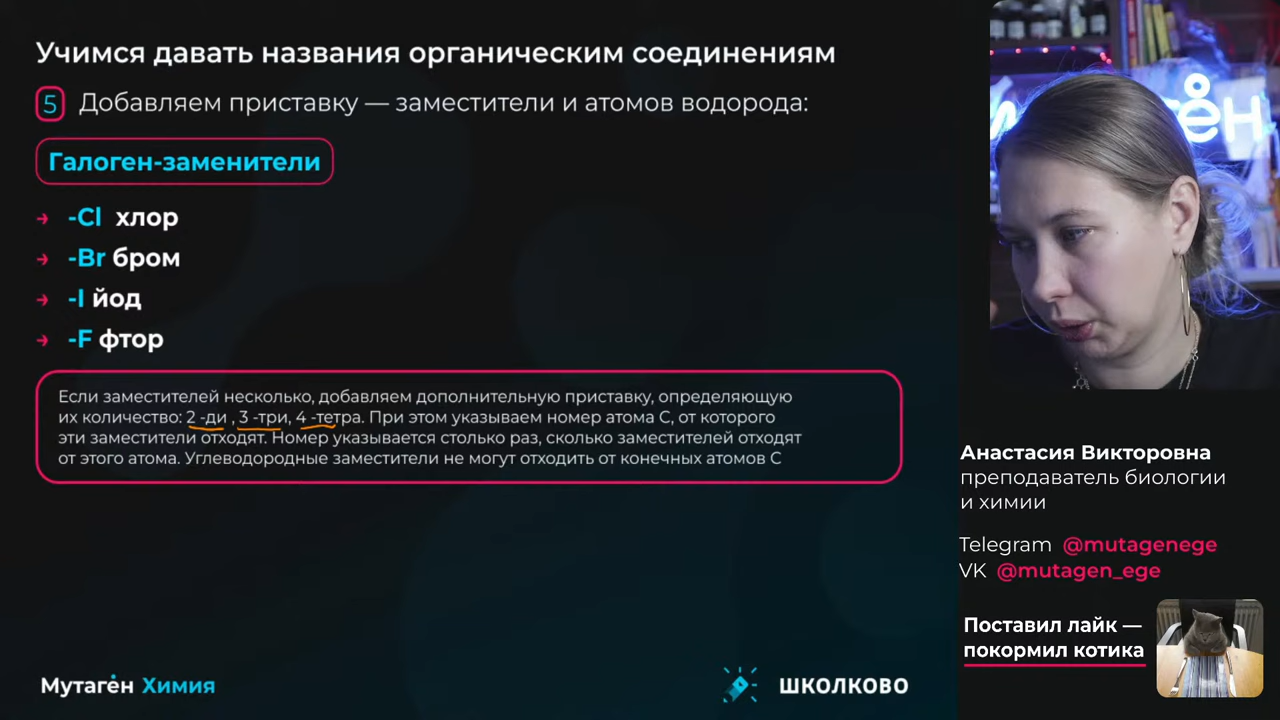 Учимся давать названия органическим соединениям
5 Добавляем приставку — заместители и атомов водорода:
Галоген-заменители
→ -Cl хлор
→ -Br бром
→ -I йод
→ -F фтор
Если заместителей несколько, добавляем дополнительную приставку, определяющую
их количество: 2 -ди , 3 -три, 4 -тетра. При этом указываем номер атома С, от которого
эти заместители отходят. Номер указывается столько раз, сколько заместителей отходят
от этого атома. Углеводородные заместители не могут отходить от конечных атомов С
Мутаген Химия
ШКОЛКОВО
Анастасия Викторовна
преподаватель биологии
и химии
Telegram @mutagenege
VK @mutagen_ege
Поставил лайк —
покормил котика